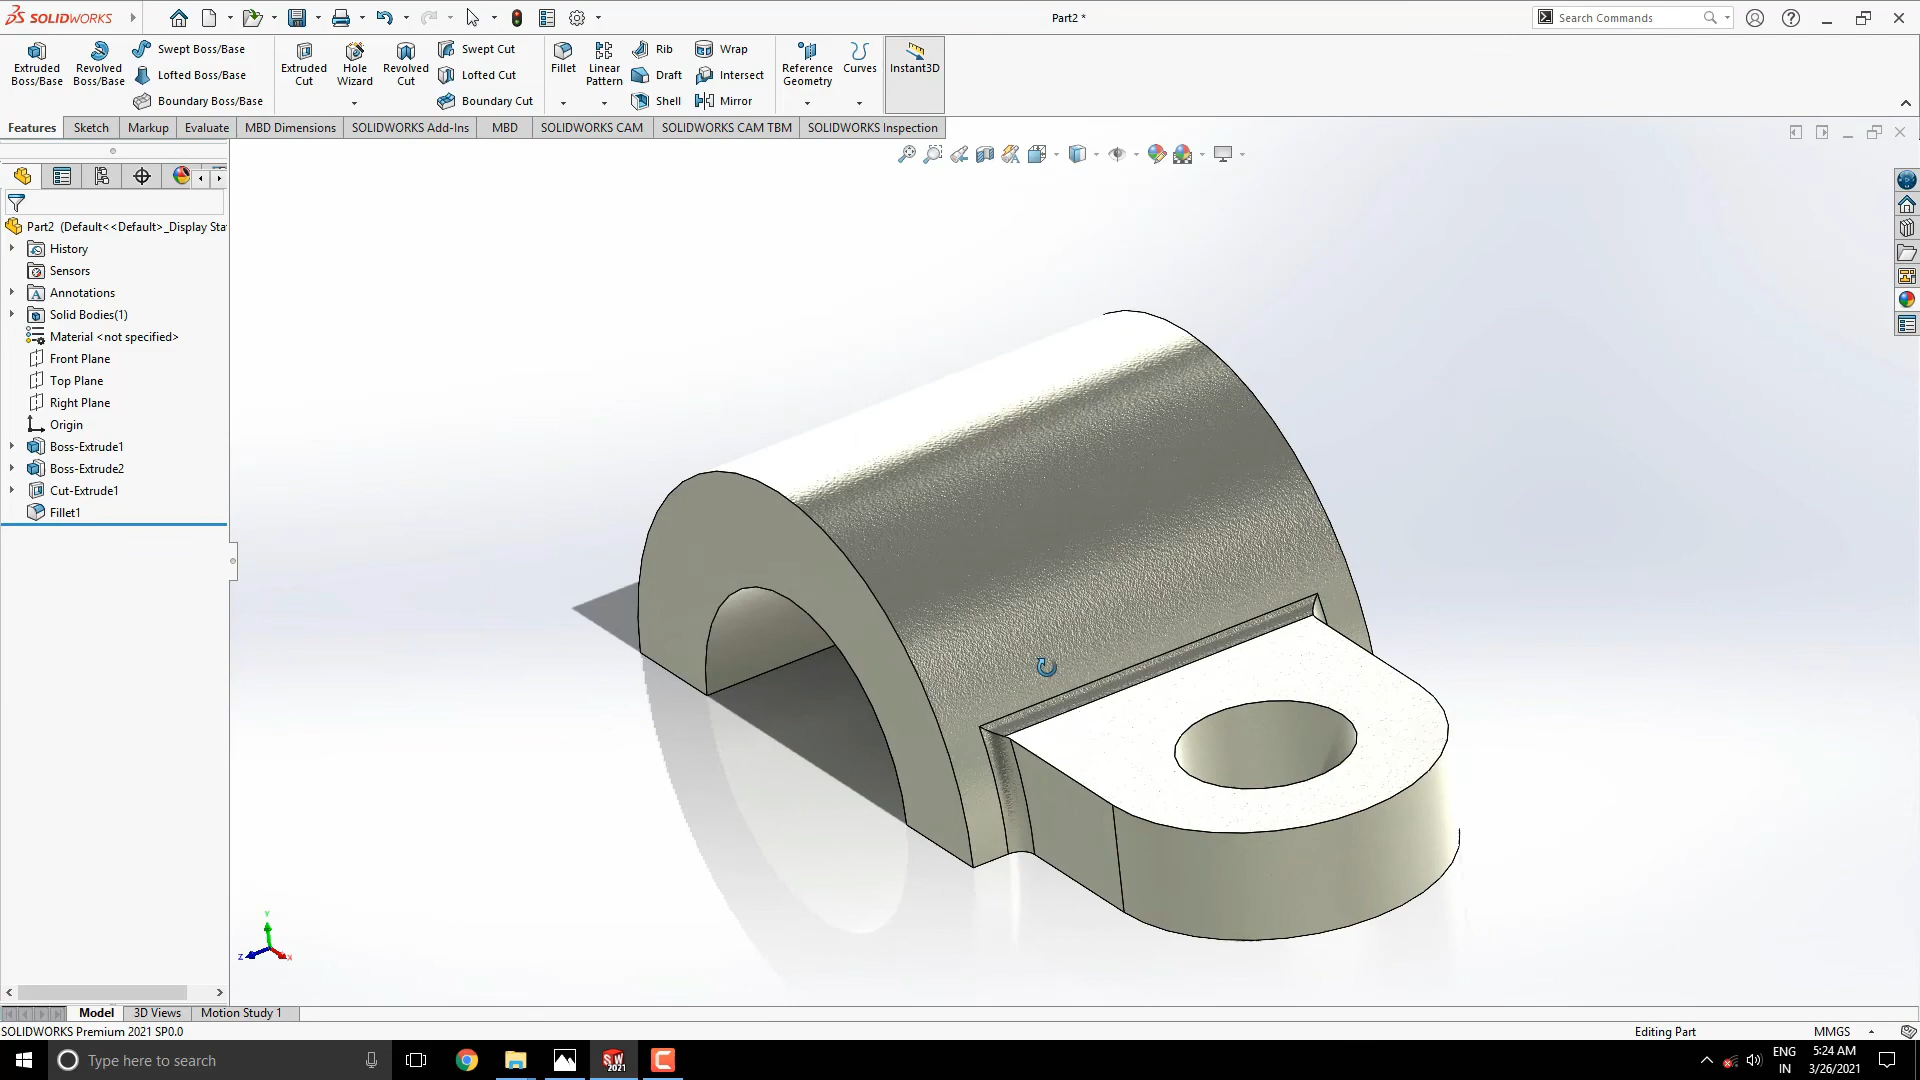 SOLIDWORKS
Part2 *
Search Commands
Extruded Boss/Base
Revolved Boss/Base
Swept Boss/Base
Lofted Boss/Base
Boundary Boss/Base
Extruded Cut
Hole Wizard
Revolved Cut
Swept Cut
Lofted Cut
Boundary Cut
Fillet
Linear Pattern
Rib
Draft
Shell
Wrap
Intersect
Mirror
Reference Geometry
Curves
Instant3D
Features
Sketch
Markup
Evaluate
MBD Dimensions
SOLIDWORKS Add-Ins
MBD
SOLIDWORKS CAM
SOLIDWORKS CAM TBM
SOLIDWORKS Inspection
Part2 (Default<<Default>_Display Sta
History
Sensors
Annotations
Solid Bodies(1)
Material <not specified>
Front Plane
Top Plane
Right Plane
Origin
Boss-Extrude1
Boss-Extrude2
Cut-Extrude1
Fillet1
Y
Z
X
Model
3D Views
Motion Study 1
SOLIDWORKS Premium 2021 SP0.0
Editing Part
MMGS
Type here to search
SW
2021
ENG
IN
5:24 AM
3/26/2021